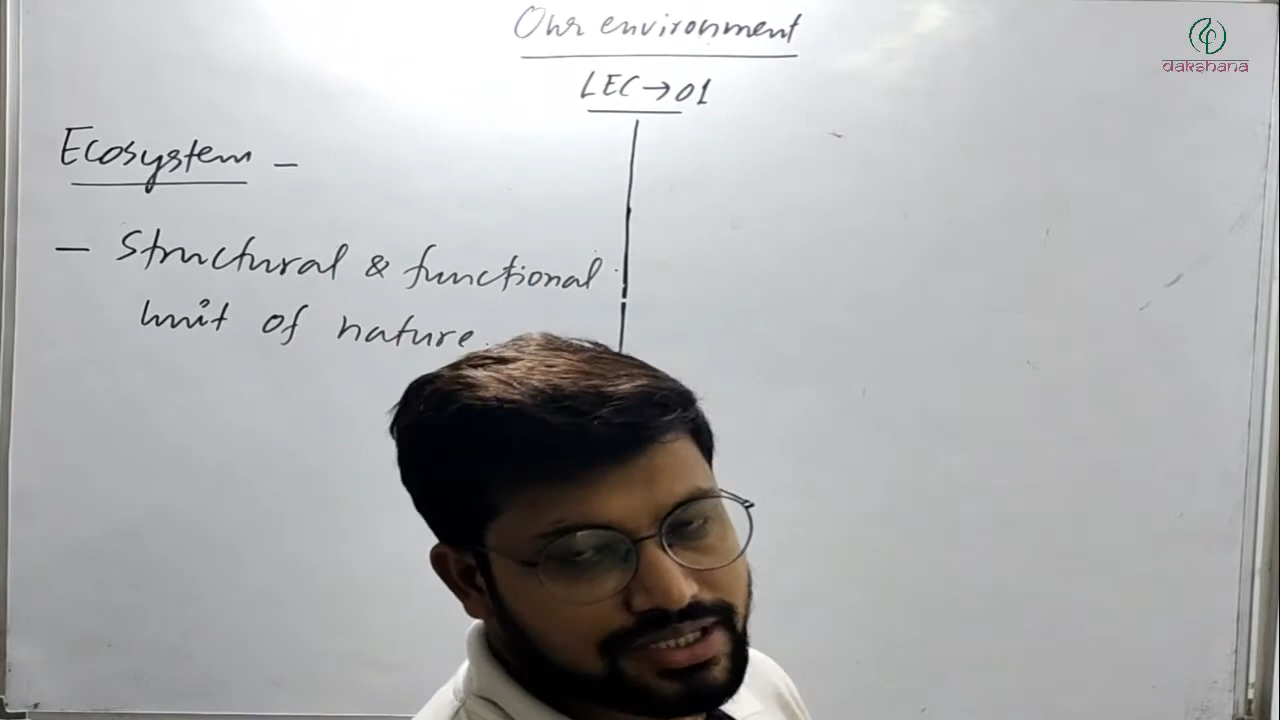 Our environment
LEC → 01
dakshana
Ecosystem -
- Structural & functional
unit of nature.